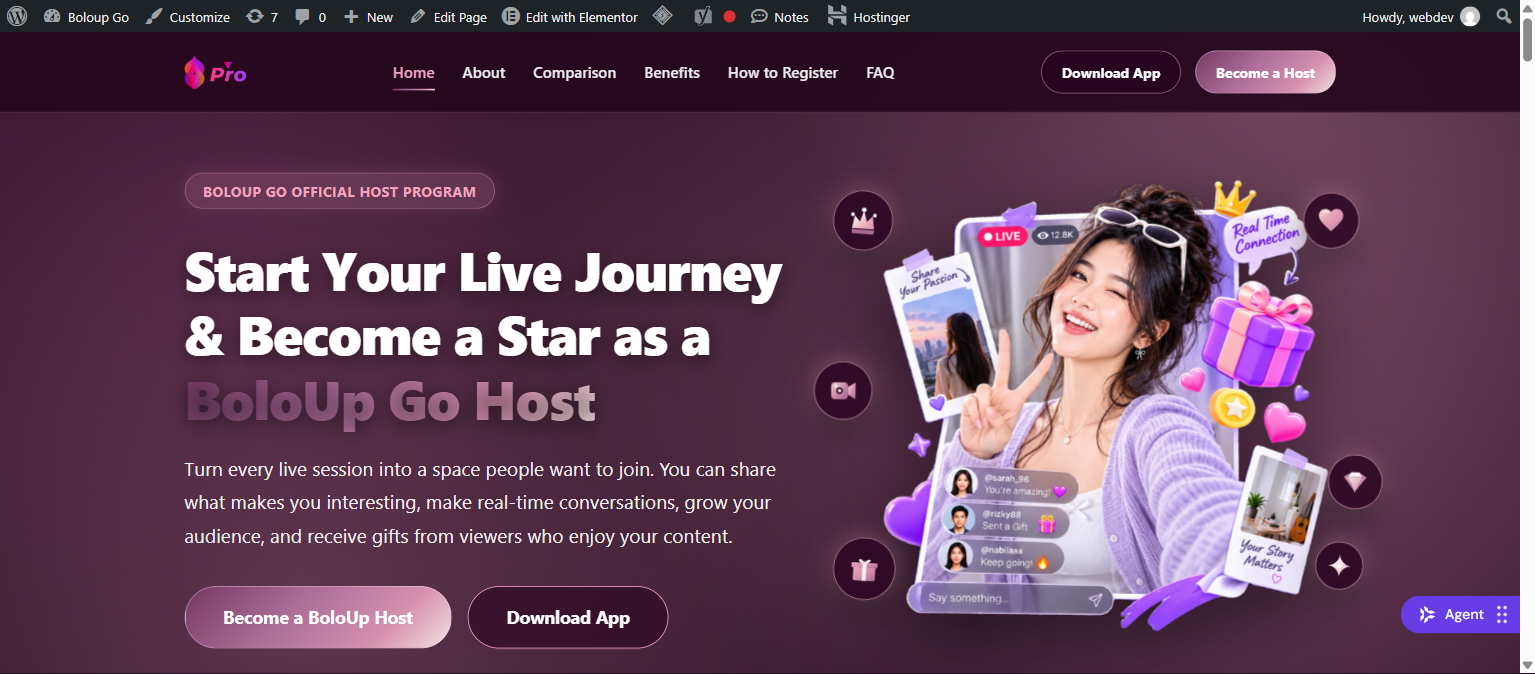 Boloup Go
Customize
7
0
New
Edit Page
Edit with Elementor
Notes
Hostinger
Howdy, webdev
Pro
Home
About
Comparison
Benefits
How to Register
FAQ
Download App
Become a Host
BOLOUP GO OFFICIAL HOST PROGRAM
Start Your Live Journey
& Become a Star as a
BoloUp Go Host
Turn every live session into a space people want to join. You can share
what makes you interesting, make real-time conversations, grow your
audience, and receive gifts from viewers who enjoy your content.
Become a BoloUp Host
Download App
LIVE
12.8K
Real Time
Connection
Share
Your Passion
@sarah_96
You're amazing!
@rizky88
Sent a Gift
@nabilaaa
Keep going!
Say something...
Your Story
Matters
Agent